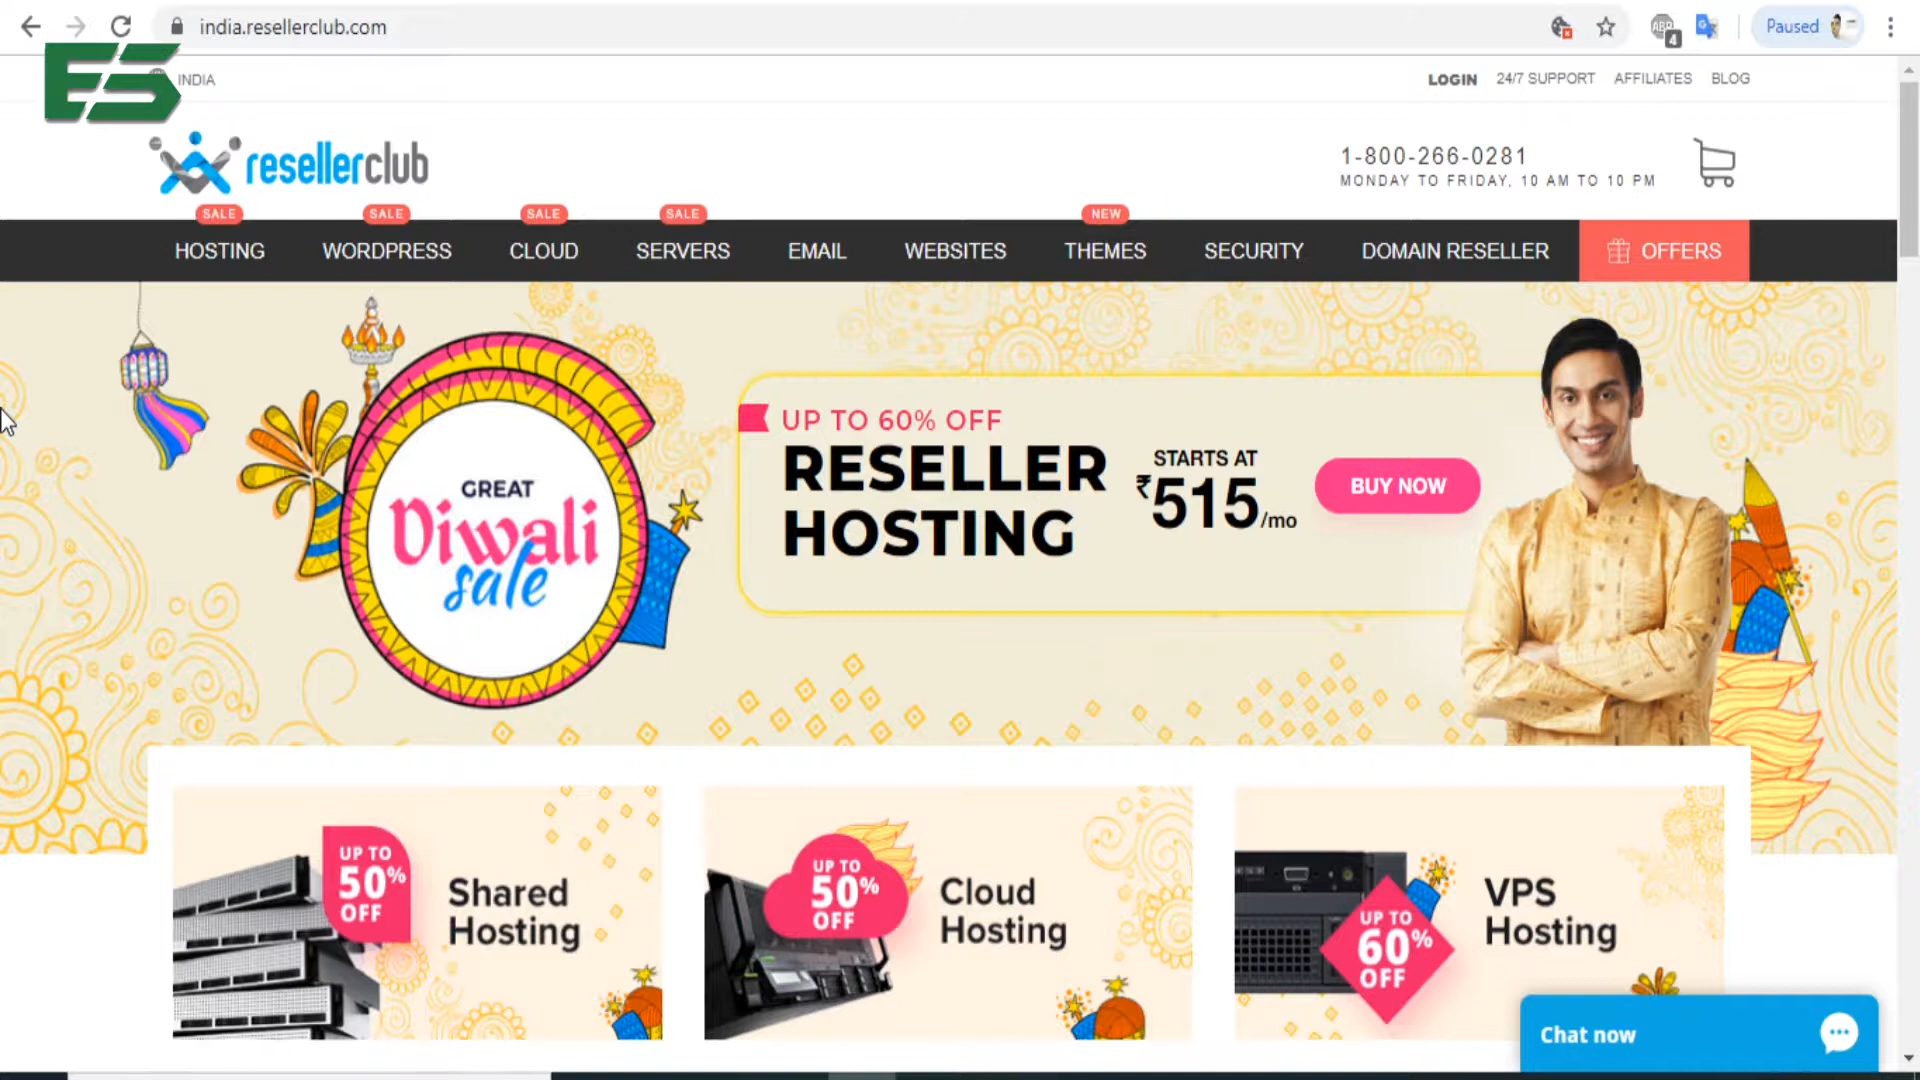 india.resellerclub.com
ABP
4
G
Paused
ES
INDIA
LOGIN
24/7 SUPPORT
AFFILIATES
BLOG
resellerclub
1-800-266-0281
MONDAY TO FRIDAY, 10 AM TO 10 PM
SALE
SALE
SALE
SALE
NEW
HOSTING
WORDPRESS
CLOUD
SERVERS
EMAIL
WEBSITES
THEMES
SECURITY
DOMAIN RESELLER
OFFERS
GREAT
Diwali
sale
UP TO 60% OFF
RESELLER
HOSTING
STARTS AT
₹515/mo
BUY NOW
UP TO
50%
OFF
Shared
Hosting
UP TO
50%
OFF
Cloud
Hosting
UP TO
60%
OFF
VPS
Hosting
Chat now